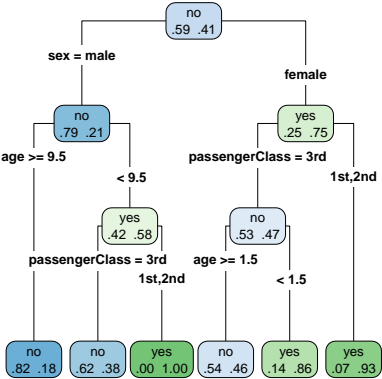 no
.59 .41
sex = male
female
no
.79 .21
yes
.25 .75
age >= 9.5
< 9.5
passengerClass = 3rd
1st,2nd
yes
.42 .58
no
.53 .47
passengerClass = 3rd
1st,2nd
age >= 1.5
< 1.5
no
.82 .18
no
.62 .38
yes
.00 1.00
no
.54 .46
yes
.14 .86
yes
.07 .93